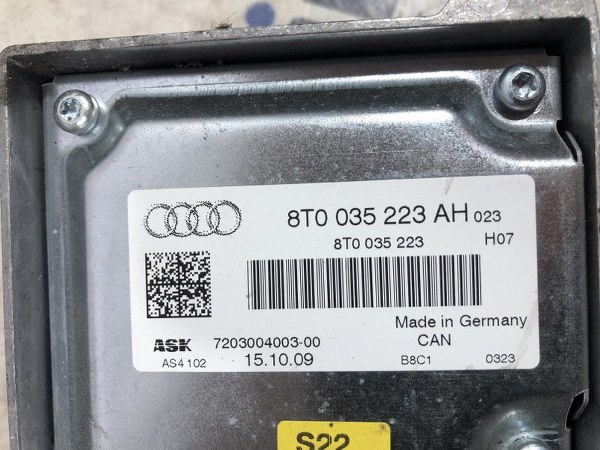 8T0 035 223 AH 023
8T0 035 223 H07
Made in Germany
ASK 7203004003-00 CAN
AS4 102 15.10.09 B8C1 0323
S22